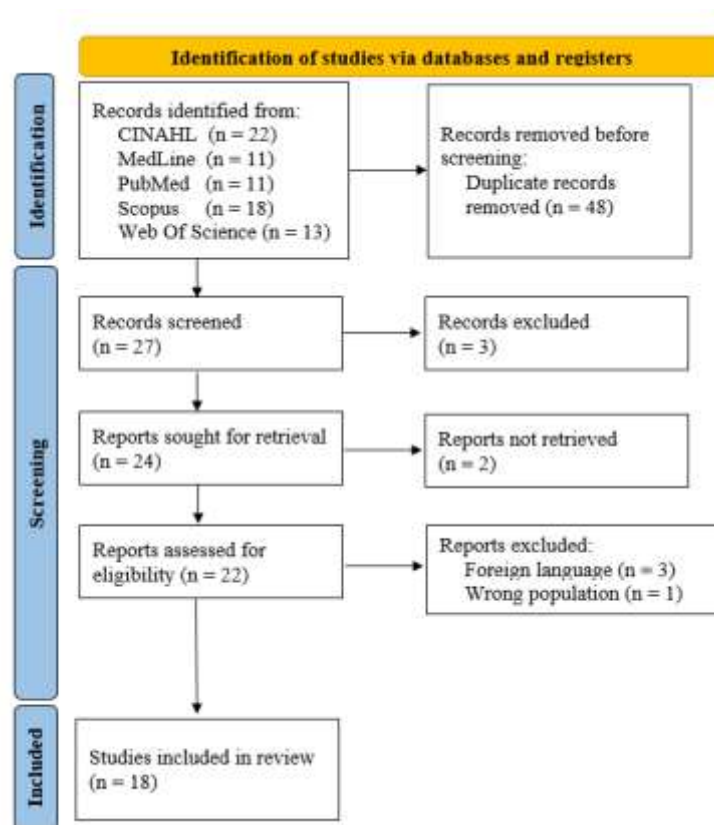 Identification of studies via databases and registers
Identification
Records identified from:
CINAHL (n = 22)
MedLine (n = 11)
PubMed (n = 11)
Scopus (n = 18)
Web Of Science (n = 13)
Records removed before
screening:
Duplicate records
removed (n = 48)
Screening
Records screened
(n = 27)
Records excluded
(n = 3)
Reports sought for retrieval
(n = 24)
Reports not retrieved
(n = 2)
Reports assessed for
eligibility (n = 22)
Reports excluded:
Foreign language (n = 3)
Wrong population (n = 1)
Included
Studies included in review
(n = 18)